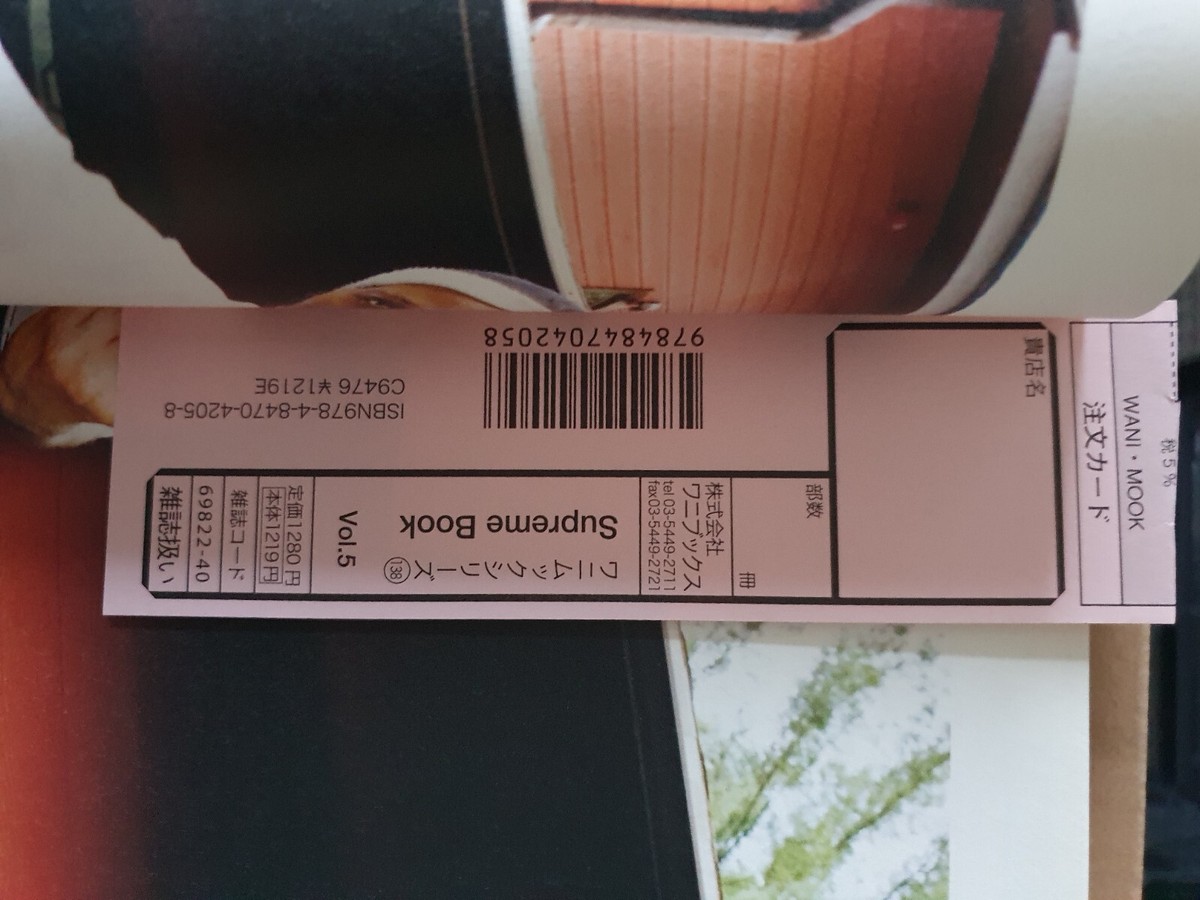 税5%
WANI・MOOK
注文カード
貴店名
部数
冊
株式会社
ワニブックス
tel 03-5449-2711
fax03-5449-2721
ワニムックシリーズ 138
Supreme Book
Vol.5
定価1280円
本体1219円
雑誌コード
69822-40
雑誌扱い
9784847042058
ISBN978-4-8470-4205-8
C9476 ¥1219E